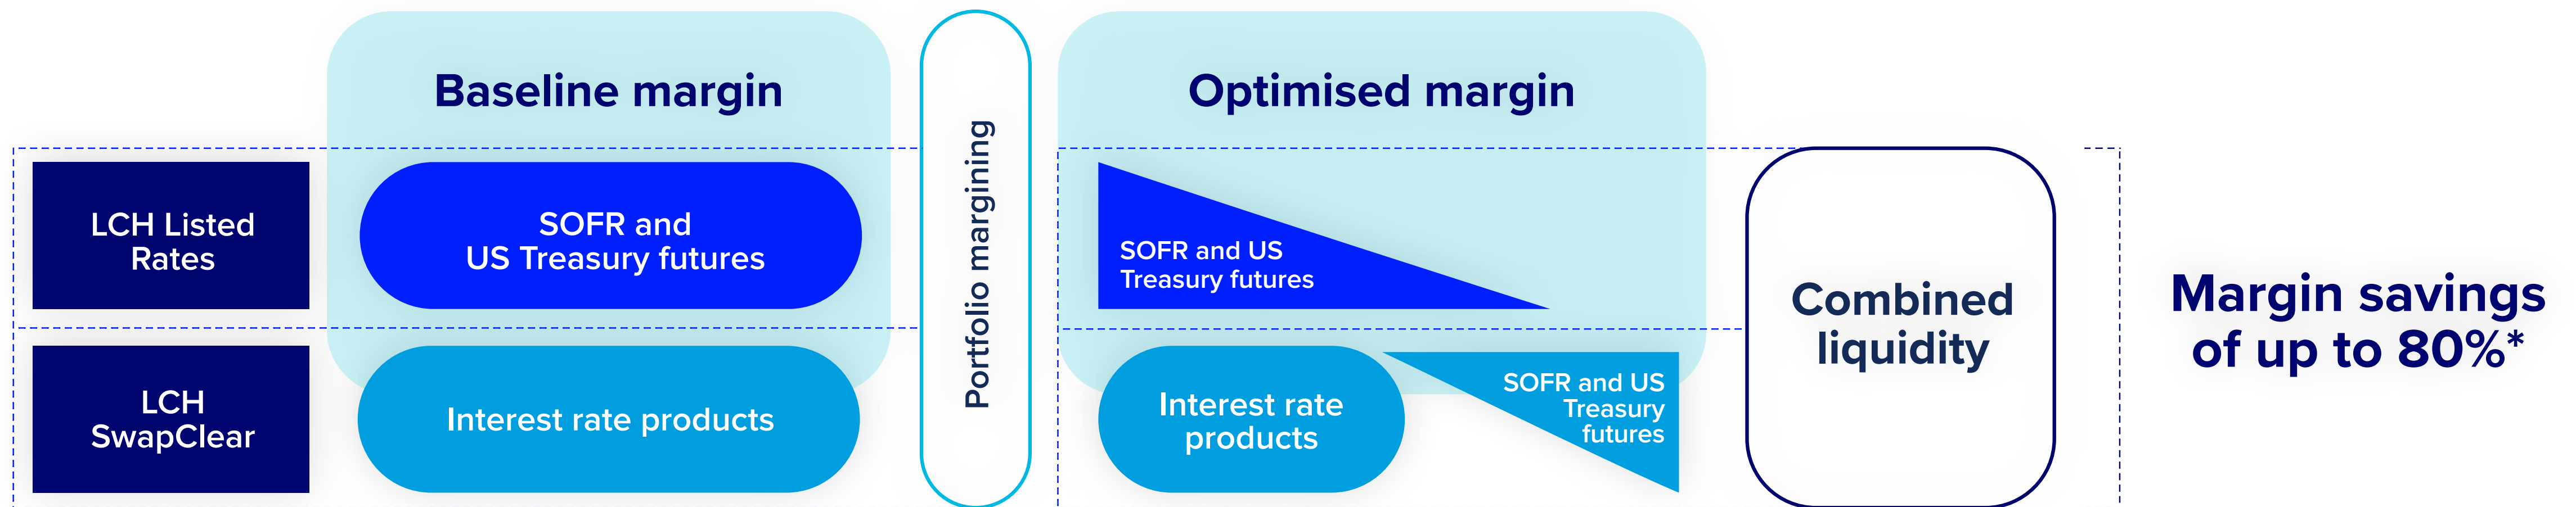 Baseline margin
Optimised margin
LCH Listed
Rates
SOFR and
US Treasury futures
Portfolio margining
SOFR and US
Treasury futures
LCH
SwapClear
Interest rate products
Interest rate
products
SOFR and US
Treasury
futures
Combined
liquidity
Margin savings
of up to 80%*